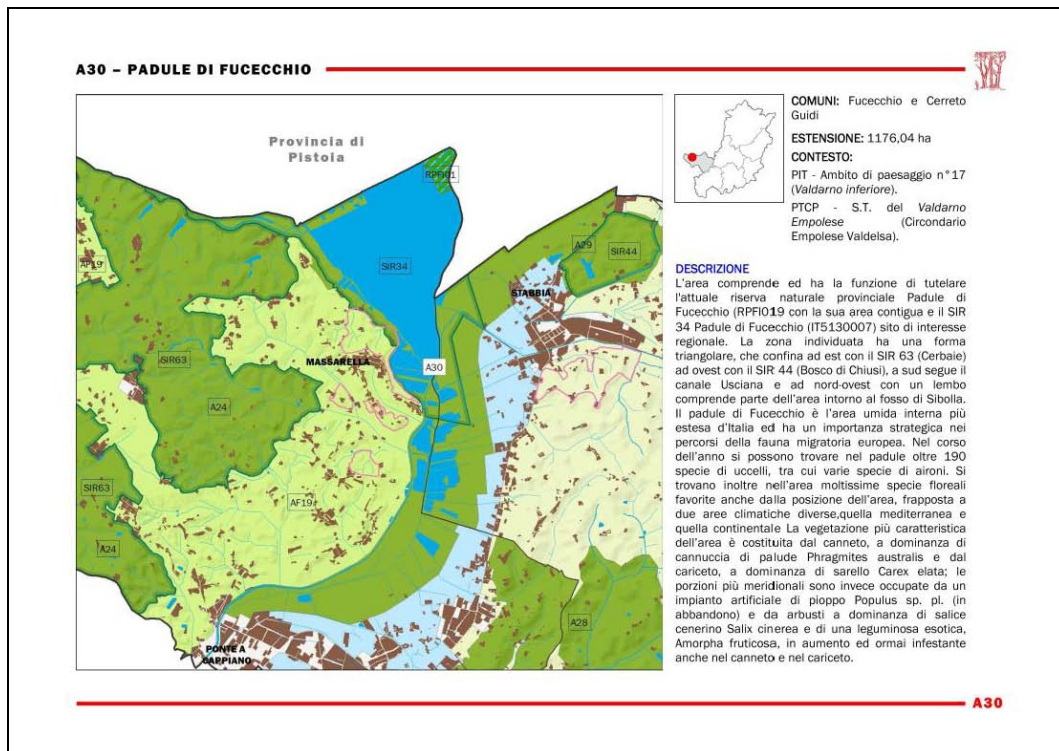 A30 – PADULE DI FUCECCHIO
Provincia di
Pistoia
RPFI01
AF19
SIR34
A29
SIR44
STABBIA
SIR63
MASSARELLA
A30
A24
SIR63
AF19
A24
A28
PONTE A
CAPPIANO
COMUNI: Fucecchio e Cerreto
Guidi
ESTENSIONE: 1176,04 ha
CONTESTO:
PIT - Ambito di paesaggio n°17
(Valdarno inferiore).
PTCP - S.T. del Valdarno
Empolese (Circondario
Empolese Valdelsa).
DESCRIZIONE
L'area comprende ed ha la funzione di tutelare
l'attuale riserva naturale provinciale Padule di
Fucecchio (RPFI019 con la sua area contigua e il SIR
34 Padule di Fucecchio (IT5130007) sito di interesse
regionale. La zona individuata ha una forma
triangolare, che confina ad est con il SIR 63 (Cerbaie)
ad ovest con il SIR 44 (Bosco di Chiusi), a sud segue il
canale Usciana e ad nord-ovest con un lembo
comprende parte dell'area intorno al fosso di Sibolla.
Il padule di Fucecchio è l'area umida interna più
estesa d'Italia ed ha un importanza strategica nei
percorsi della fauna migratoria europea. Nel corso
dell'anno si possono trovare nel padule oltre 190
specie di uccelli, tra cui varie specie di aironi. Si
trovano inoltre nell'area moltissime specie floreali
favorite anche dalla posizione dell'area, frapposta a
due aree climatiche diverse,quella mediterranea e
quella continentale La vegetazione più caratteristica
dell'area è costituita dal canneto, a dominanza di
cannuccia di palude Phragmites australis e dal
cariceto, a dominanza di sarello Carex elata; le
porzioni più meridionali sono invece occupate da un
impianto artificiale di pioppo Populus sp. pl. (in
abbandono) e da arbusti a dominanza di salice
cenerino Salix cinerea e di una leguminosa esotica,
Amorpha fruticosa, in aumento ed ormai infestante
anche nel canneto e nel cariceto.
A30